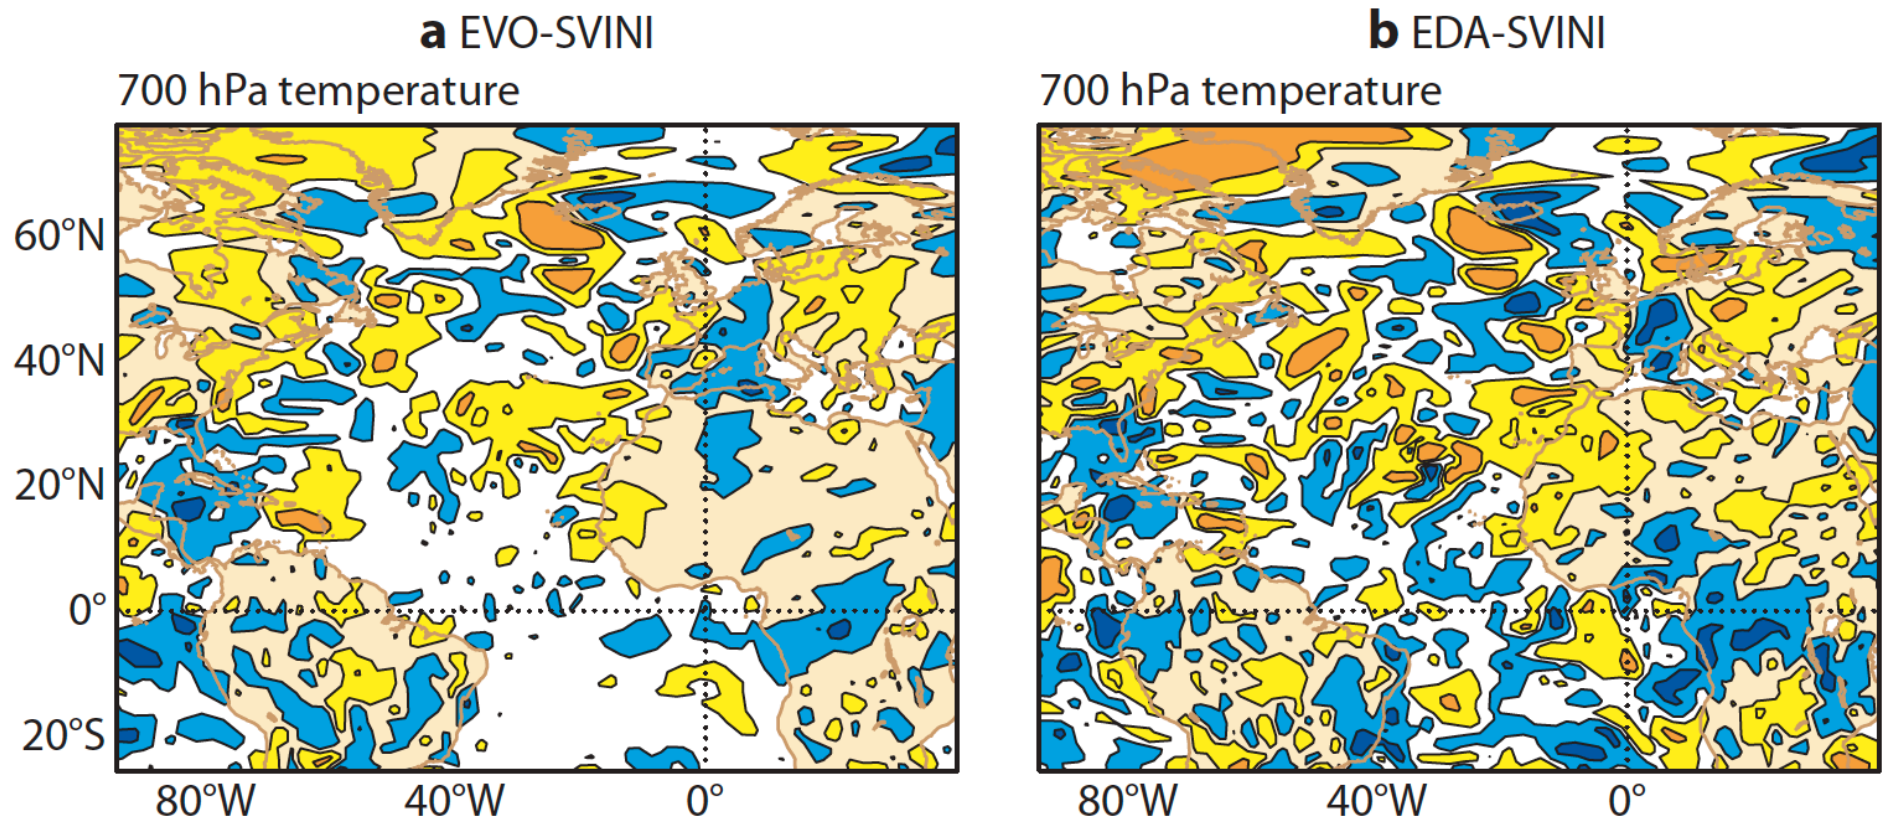 a EVO-SVINI
700 hPa temperature
60°N
40°N
20°N
0°
20°S
80°W 40°W 0°
b EDA-SVINI
700 hPa temperature
80°W 40°W 0°